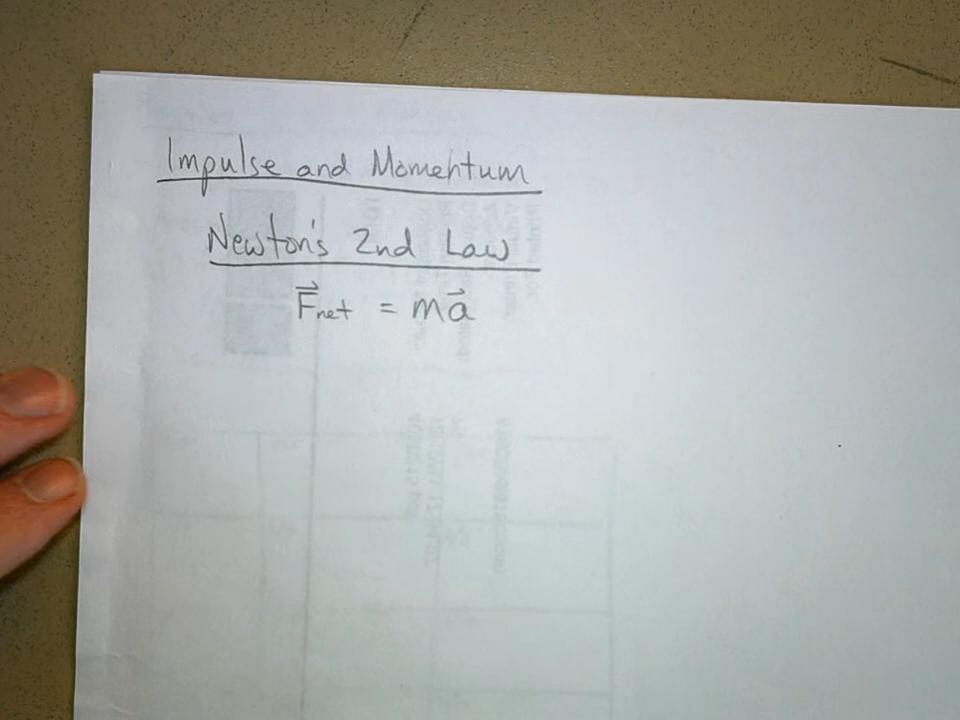 Impulse and Momentum
Newton's 2nd Law
F⃗net = ma⃗